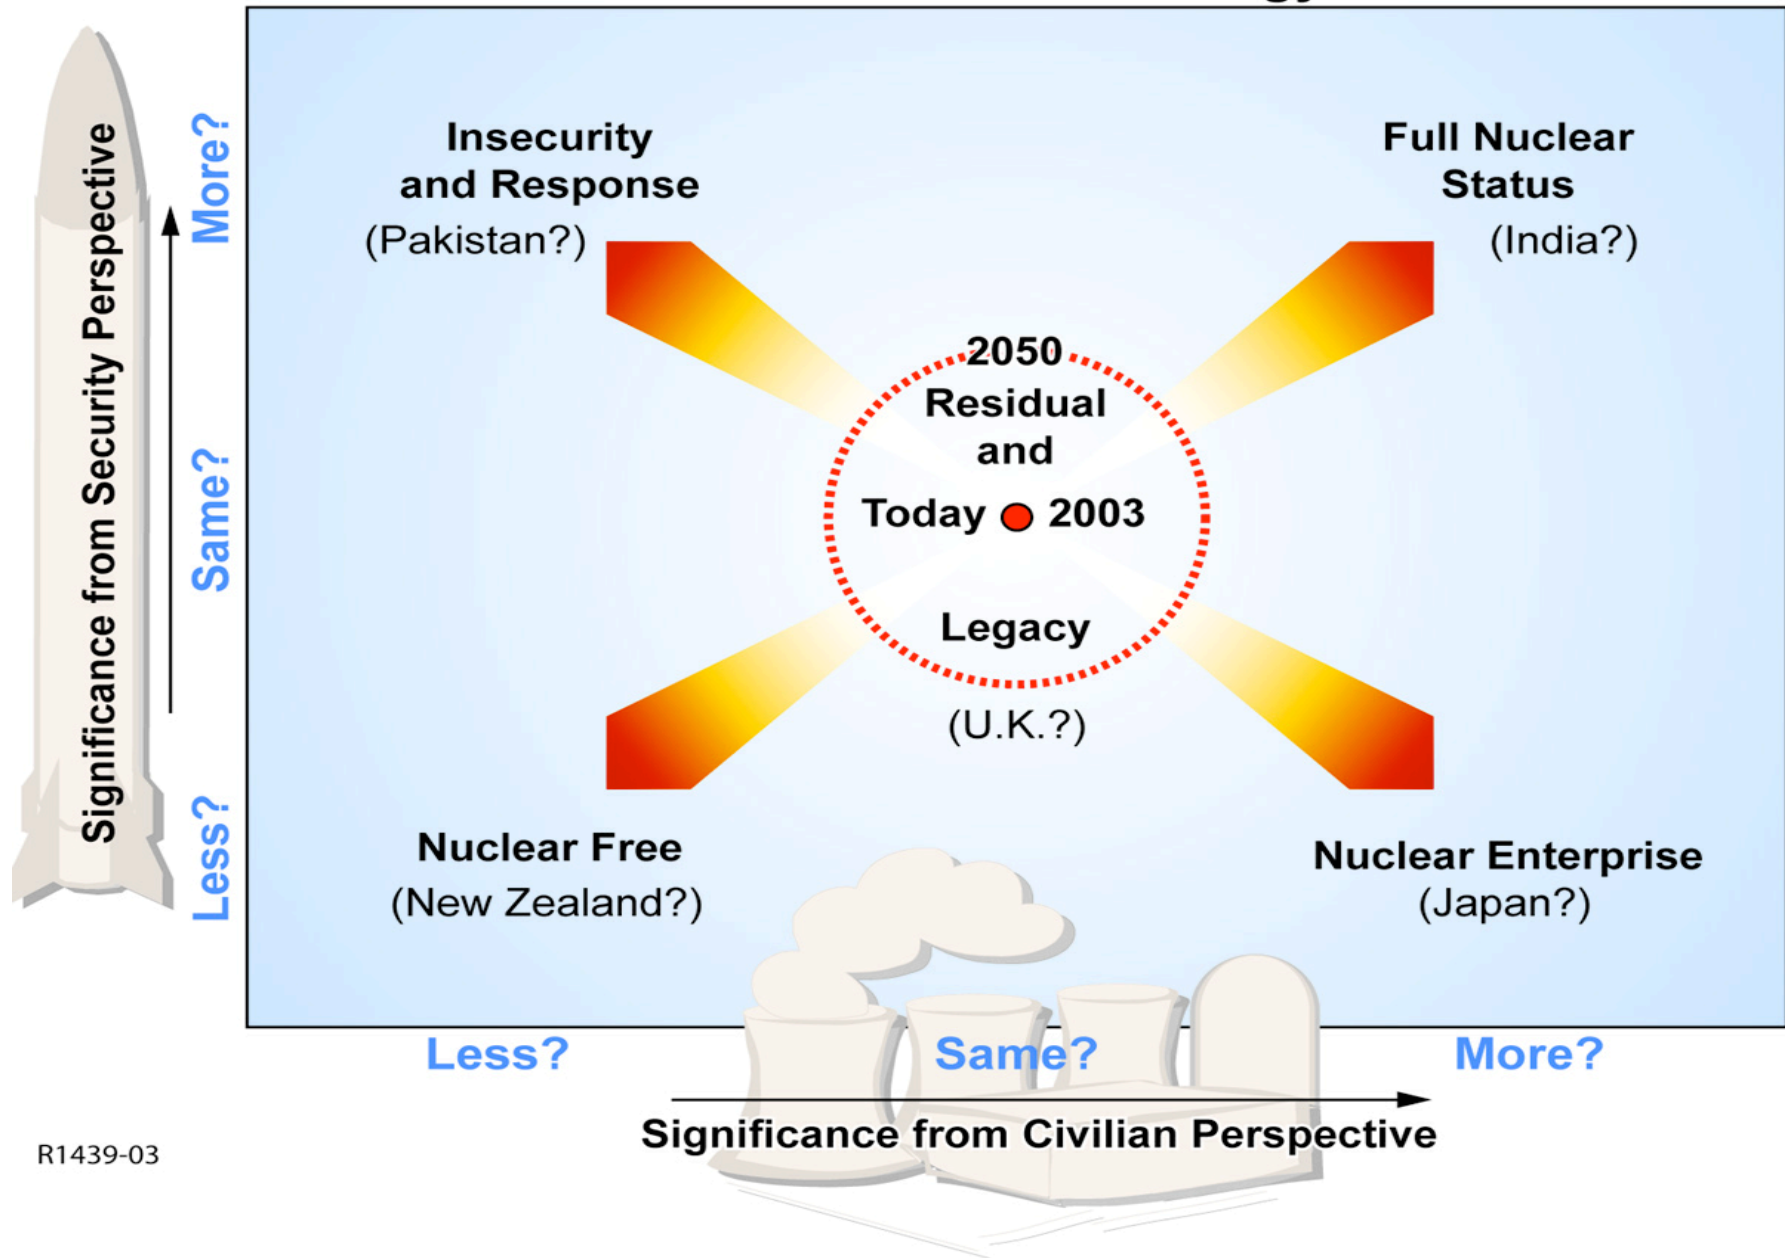 Insecurity
and Response
(Pakistan?)
Full Nuclear
Status
(India?)
2050
Residual
and
Today 2003
Legacy
(U.K.?)
Nuclear Free
(New Zealand?)
Nuclear Enterprise
(Japan?)
Significance from Security Perspective
More?
Same?
Less?
Less? Same? More?
Significance from Civilian Perspective
R1439-03